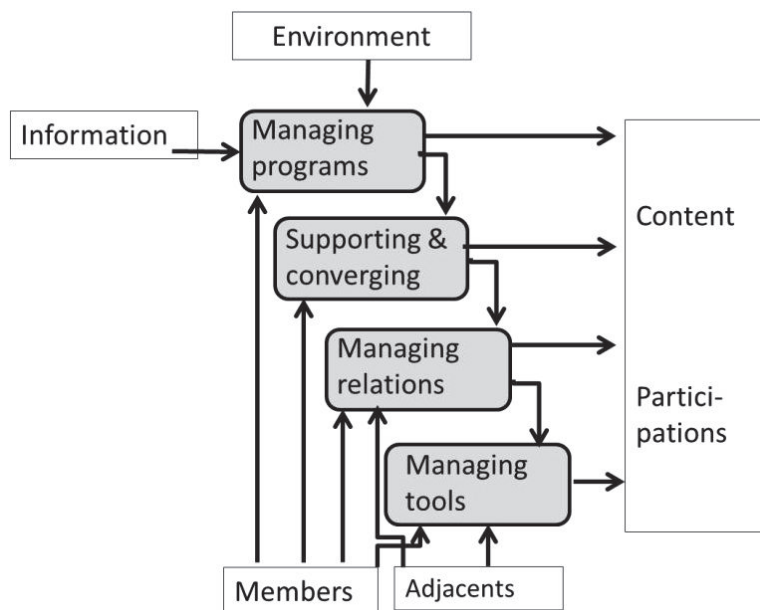 Environment
Information
Managing
programs
Supporting &
converging
Content
Managing
relations
Partici-
pations
Managing
tools
Members
Adjacents